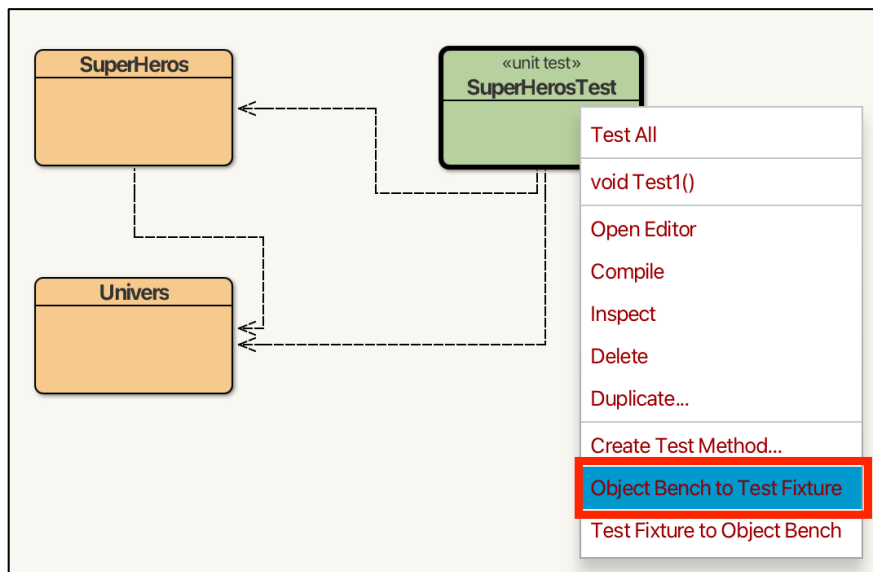 SuperHeros
«unit test»
SuperHerosTest
Test All
void Test1()
Open Editor
Compile
Inspect
Delete
Duplicate...
Create Test Method...
Object Bench to Test Fixture
Test Fixture to Object Bench
Univers